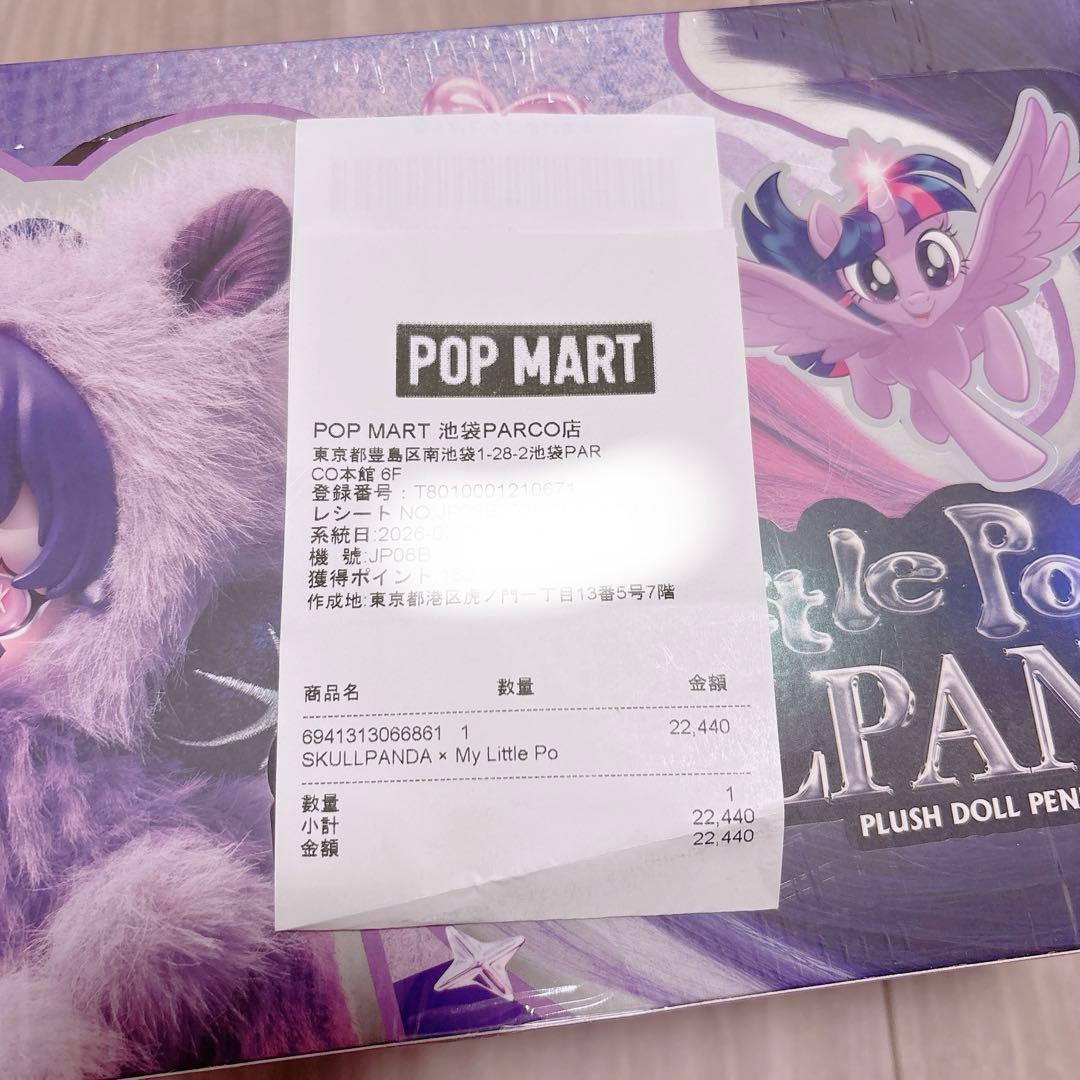 POP MART
POP MART 池袋PARCO店
東京都豊島区南池袋1-28-2池袋PAR
CO本館 6F
登録番号：T8010001210671
レシート NO.
系統日:2026-0
機 號:JP08
獲得ポイント
作成地:東京都港区虎ノ門一丁目13番5号7階
商品名 数量 金額
6941313066861 1 22,440
SKULLPANDA × My Little Po
数量 1
小計 22,440
金額 22,440
ttle Po
LPAN
PLUSH DOLL PEN